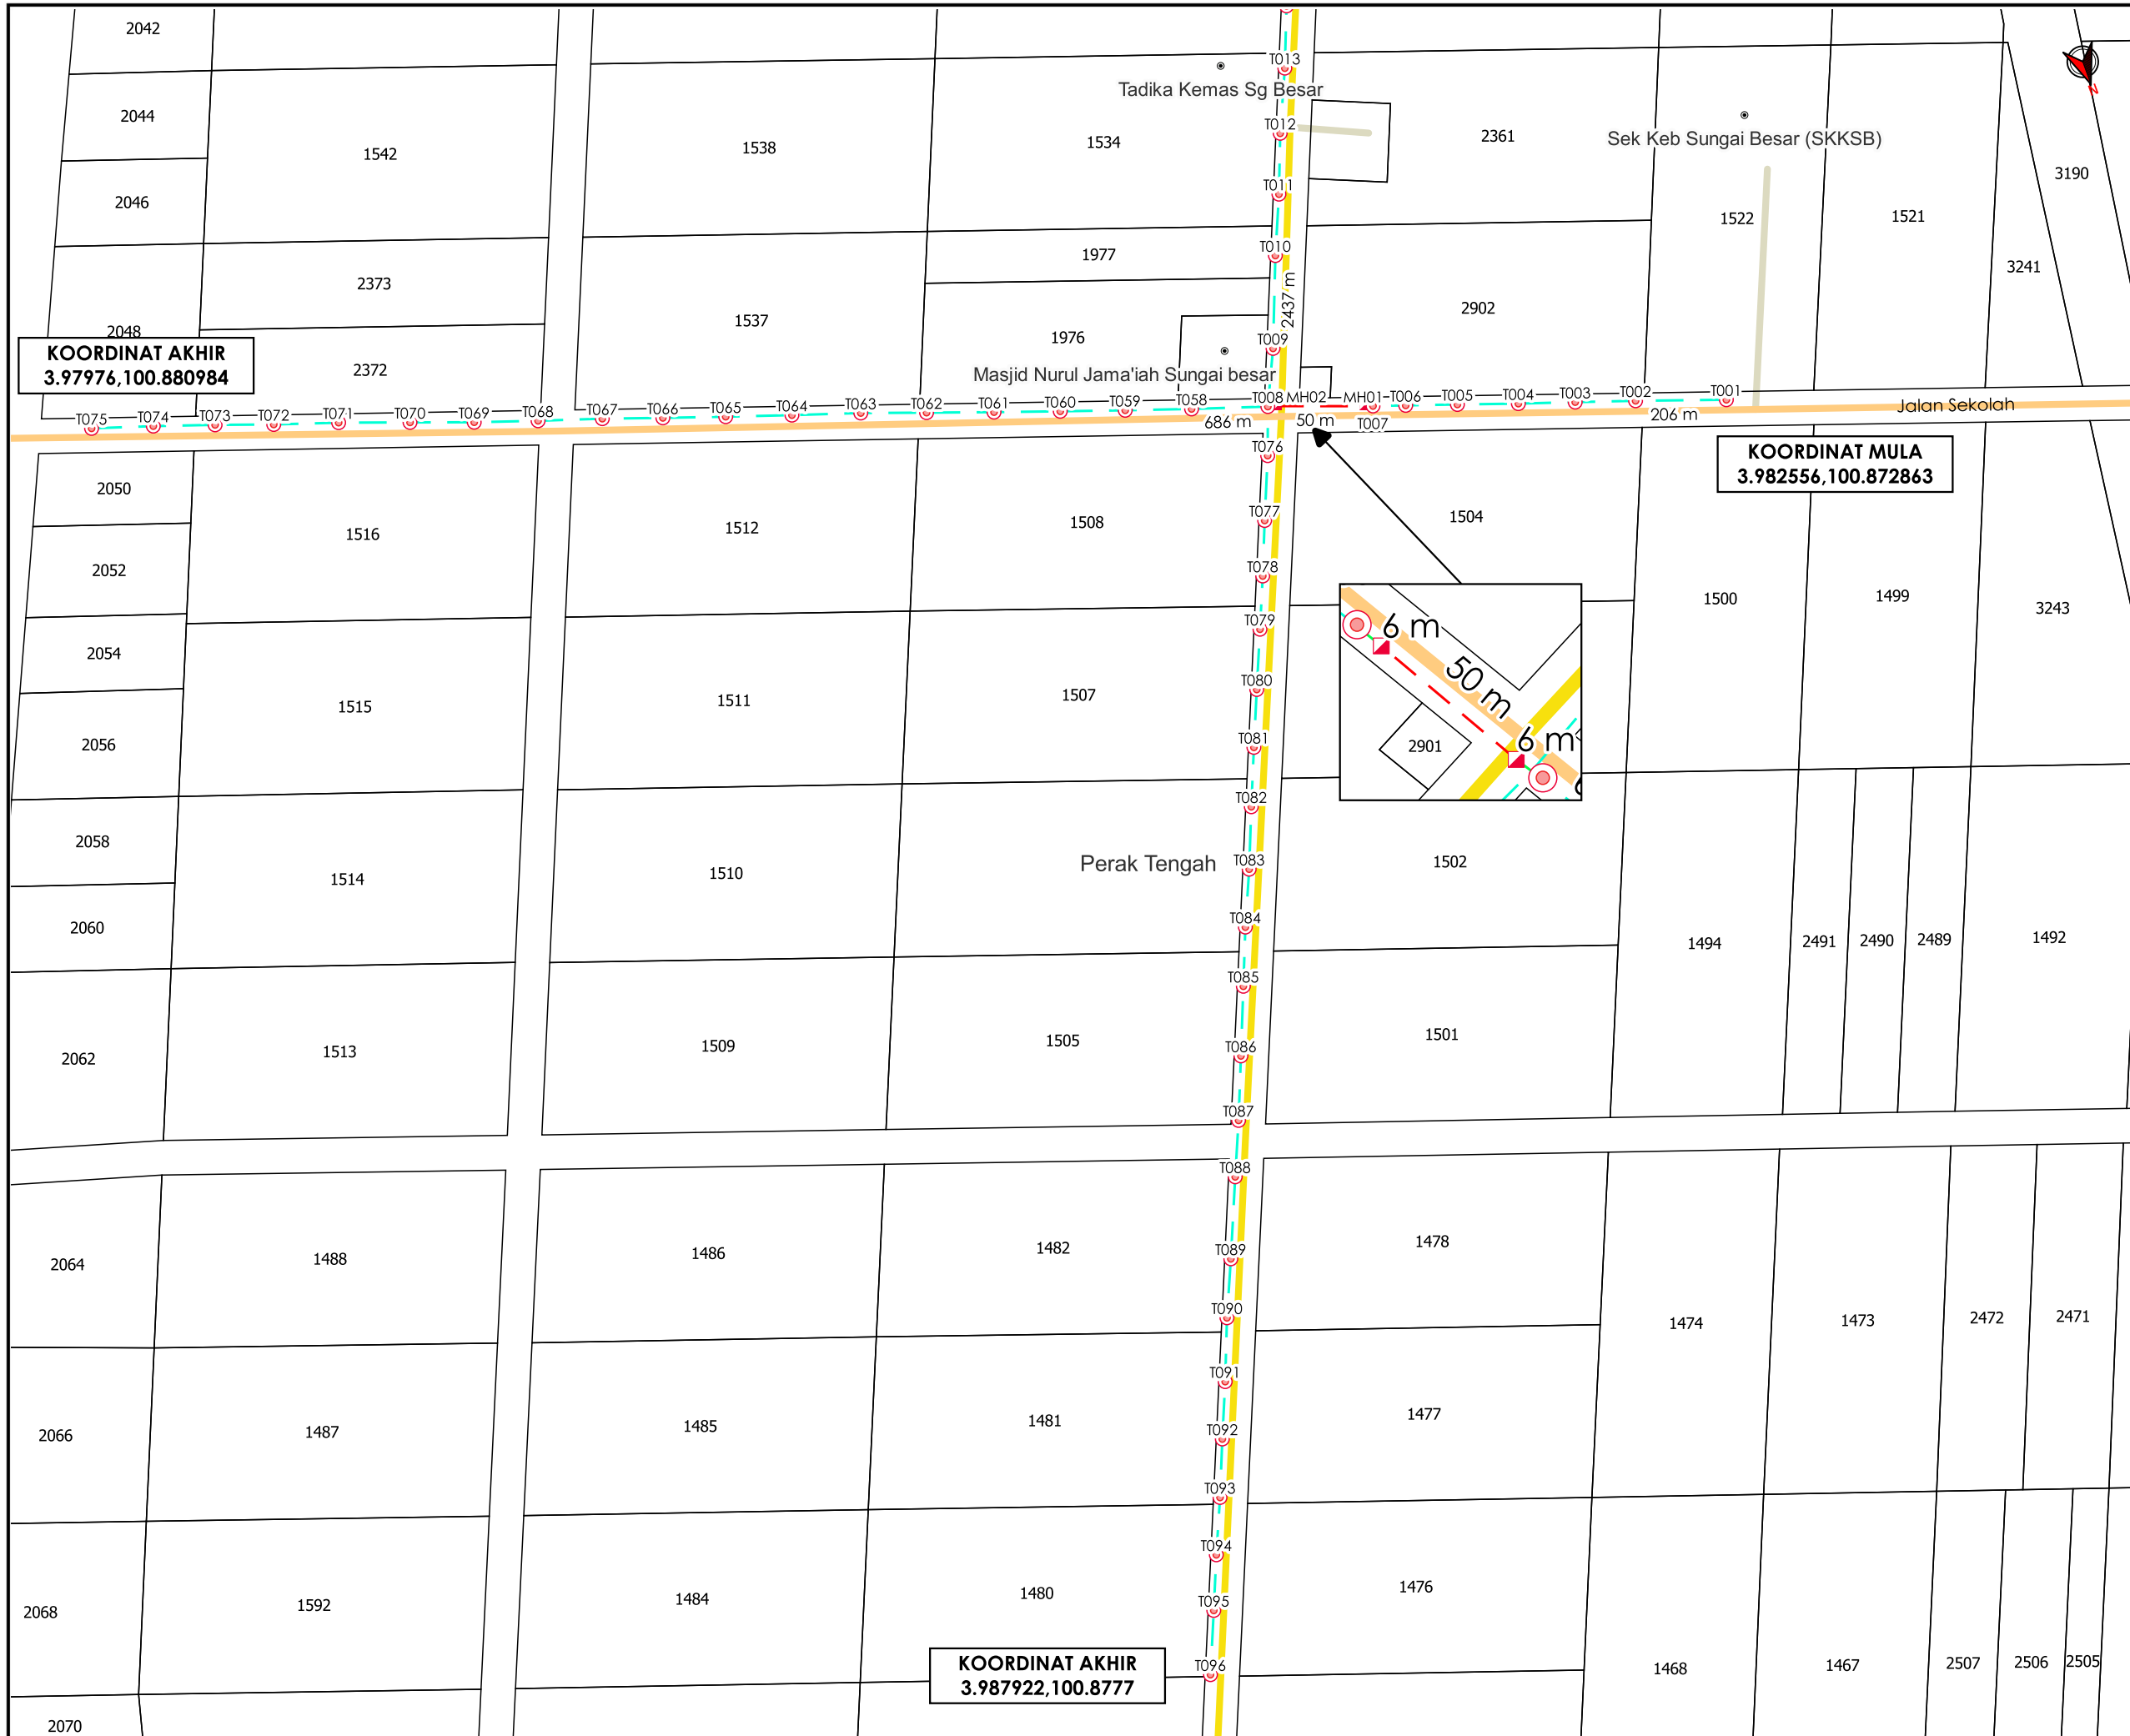 2042
T013
Tadika Kemas Sg Besar
2044
T012
2361
Sek Keb Sungai Besar (SKKSB)
1542
1538
1534
3190
T011
2046
1522
1521
T010
1977
3241
2373
2437 m
2902
1537
2048
1976
T009
KOORDINAT AKHIR
3.97976,100.880984
2372
Masjid Nurul Jama'iah Sungai besar
T075
T074
T073
T072
T071
T070
T069
T068
T067
T066
T065
T064
T063
T062
T061
T060
T059
T058
T008
MH02
MH01
T006
T005
T004
T003
T002
T001
Jalan Sekolah
686 m
50 m
T007
206 m
T076
KOORDINAT MULA
3.982556,100.872863
2050
T077
1516
1512
1508
1504
2052
T078
1500
1499
3243
T079
6 m
2054
50 m
T080
1515
1511
1507
2056
T081
2901
6 m
T082
2058
Perak Tengah
T083
1502
1514
1510
T084
2060
1494
2491
2490
2489
1492
T085
2062
1513
1509
1505
T086
1501
T087
T088
2064
1488
1486
1482
T089
1478
T090
1474
1473
2472
2471
T091
2066
1487
1485
1481
T092
1477
T093
T094
2068
1592
1484
1480
T095
1476
KOORDINAT AKHIR
3.987922,100.8777
T096
1468
1467
2507
2506
2505
2070
N